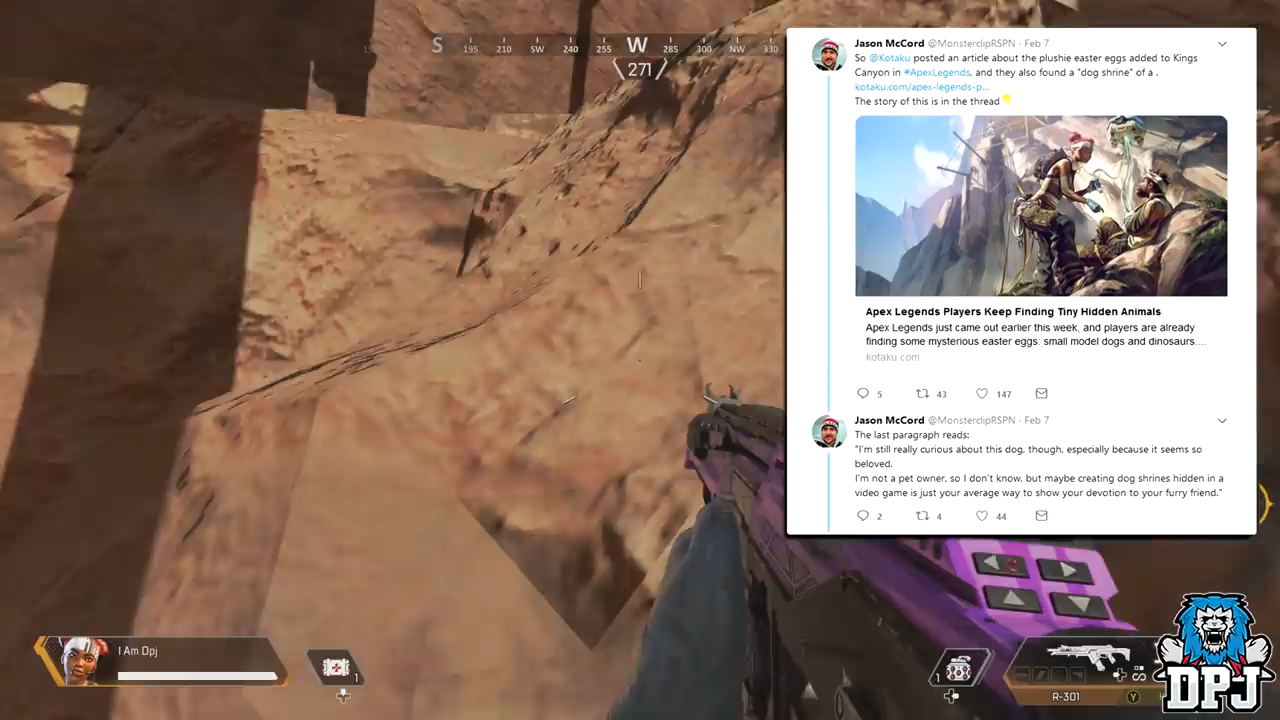 S 195 210 SW 240 255 W 285 300 NW 330
271
Jason McCord @MonsterclipRSPN · Feb 7
So @Kotaku posted an article about the plushie easter eggs added to Kings
Canyon in #ApexLegends, and they also found a "dog shrine" of a .
kotaku.com/apex-legends-p...
The story of this is in the thread
Apex Legends Players Keep Finding Tiny Hidden Animals
Apex Legends just came out earlier this week, and players are already
finding some mysterious easter eggs: small model dogs and dinosaurs....
kotaku com
5 43 147
Jason McCord @MonsterclipRSPN · Feb 7
The last paragraph reads:
"I'm still really curious about this dog, though, especially because it seems so
beloved.
I'm not a pet owner, so I don't know, but maybe creating dog shrines hidden in a
video game is just your average way to show your devotion to your furry friend."
2 4 44
I Am Dpj
1
1
R-301
Y
DPJ